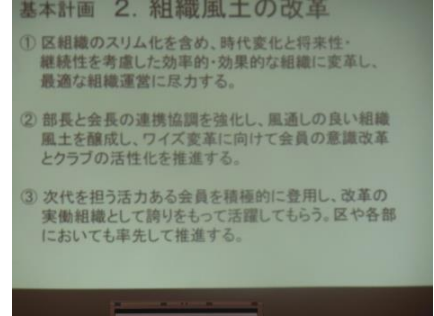 基本計画 2. 組織風土の改革
① 区組織のスリム化を含め、時代変化と将来性・
継続性を考慮した効率的・効果的な組織に変革し、
最適な組織運営に尽力する。
② 部長と会長の連携協調を強化し、風通しの良い組織
風土を醸成し、ワイズ変革に向けて会員の意識改革
とクラブの活性化を推進する。
③ 次代を担う活力ある会員を積極的に登用し、改革の
実働組織として誇りをもって活躍してもらう。区や各部
においても率先して推進する。